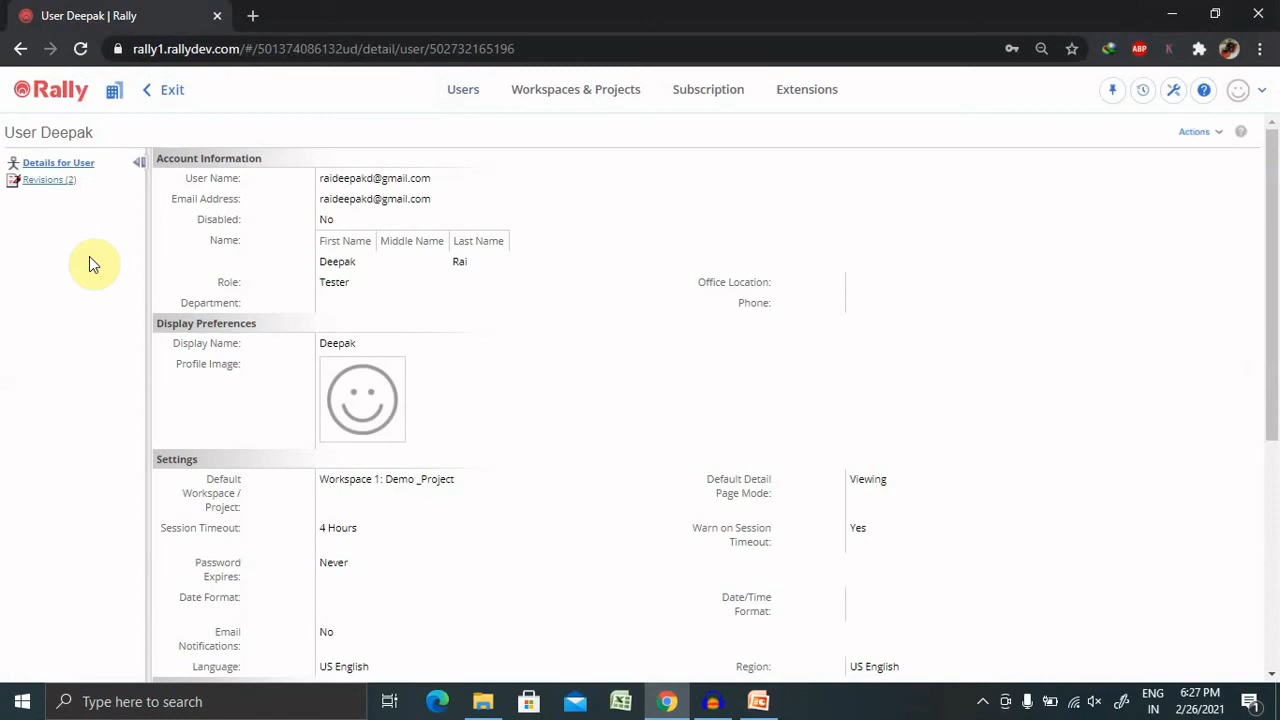 User Deepak | Rally
rally1.rallydev.com/#/501374086132ud/detail/user/502732165196
ABP
K
Rally
Exit
Users
Workspaces & Projects
Subscription
Extensions
User Deepak
Actions
Details for User
Revisions (2)
Account Information
User Name: raideepakd@gmail.com
Email Address: raideepakd@gmail.com
Disabled: No
Name: First Name Middle Name Last Name
Deepak Rai
Role: Tester Office Location:
Department: Phone:
Display Preferences
Display Name: Deepak
Profile Image:
Settings
Default Workspace 1: Demo _Project Default Detail Viewing
Workspace / Page Mode:
Project:
Session Timeout: 4 Hours Warn on Session Yes
Timeout:
Password Never
Expires:
Date Format: Date/Time
Format:
Email No
Notifications:
Language: US English Region: US English
Type here to search
ENG 6:27 PM
IN 2/26/2021
1